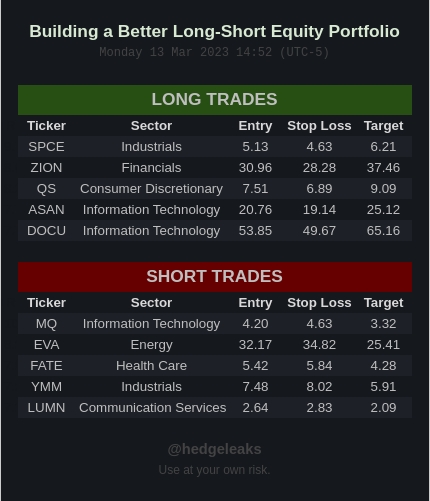 Building a Better Long-Short Equity Portfolio
Monday 13 Mar 2023 14:52 (UTC-5)
LONG TRADES
Ticker Sector Entry Stop Loss Target
SPCE Industrials 5.13 4.63 6.21
ZION Financials 30.96 28.28 37.46
QS Consumer Discretionary 7.51 6.89 9.09
ASAN Information Technology 20.76 19.14 25.12
DOCU Information Technology 53.85 49.67 65.16
SHORT TRADES
Ticker Sector Entry Stop Loss Target
MQ Information Technology 4.20 4.63 3.32
EVA Energy 32.17 34.82 25.41
FATE Health Care 5.42 5.84 4.28
YMM Industrials 7.48 8.02 5.91
LUMN Communication Services 2.64 2.83 2.09
@hedgeleaks
Use at your own risk.